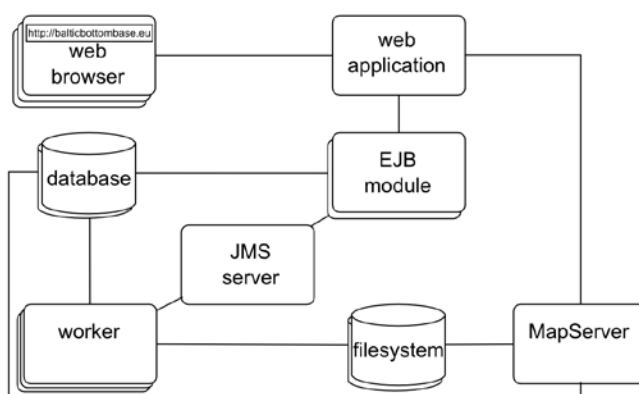 http://balticbottombase.eu
web
browser
web
application
database
EJB
module
JMS
server
worker
filesystem
MapServer